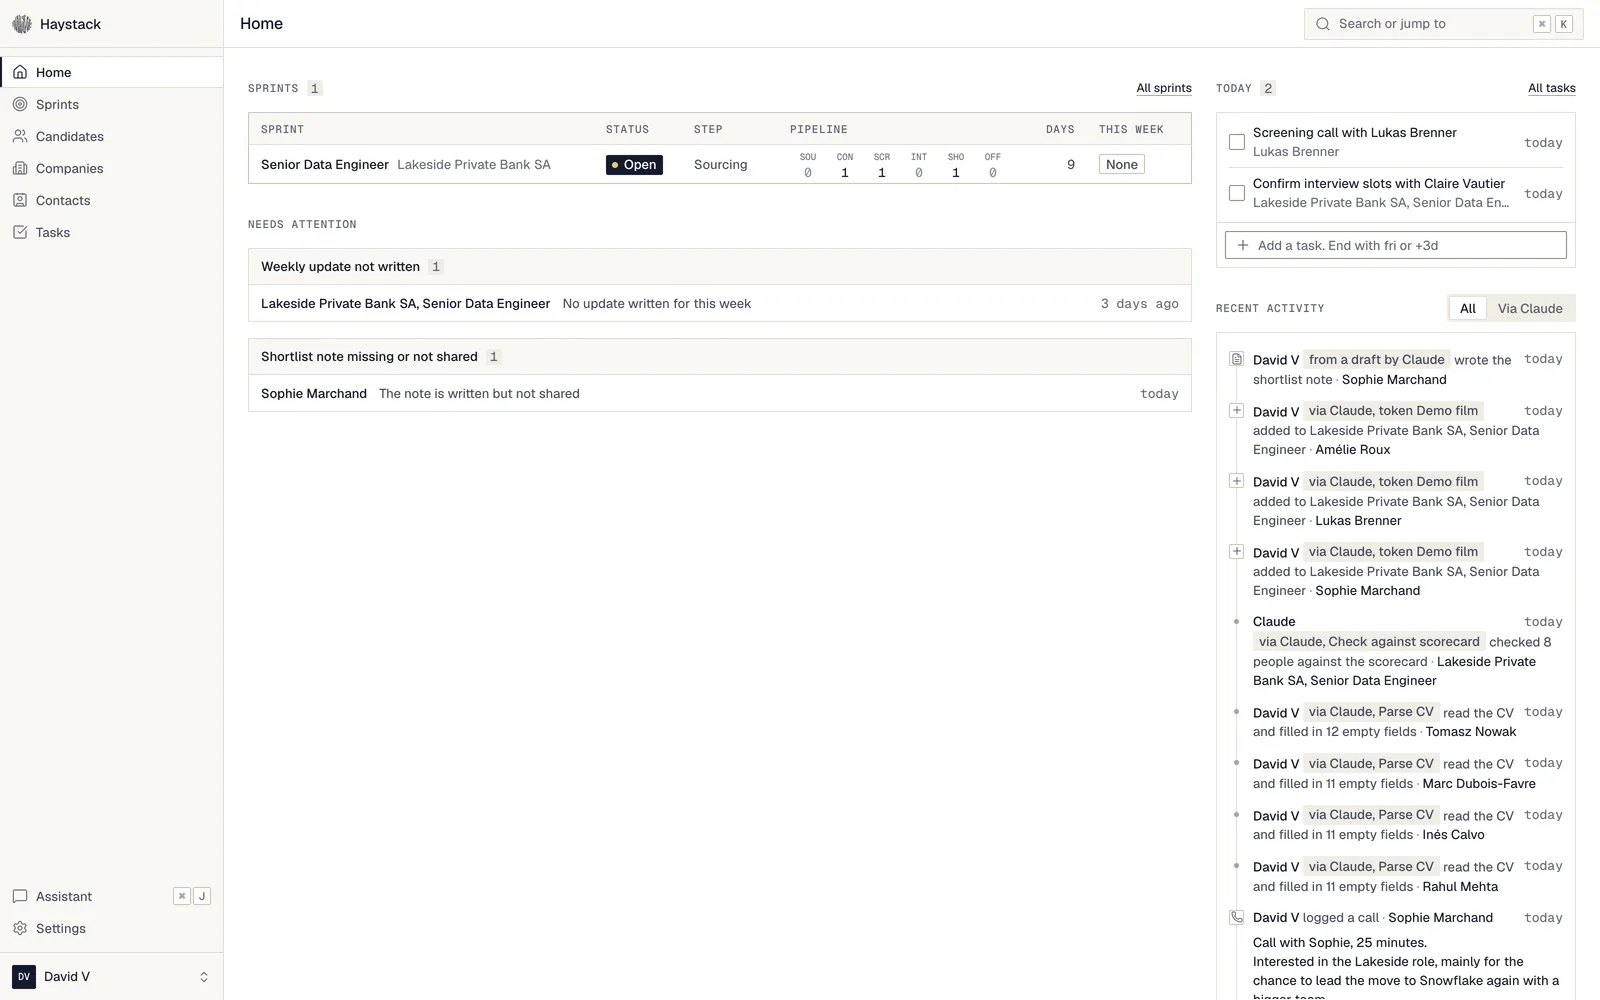 Haystack
Home
Search or jump to
⌘ K
Home
Sprints
Candidates
Companies
Contacts
Tasks
SPRINTS 1
All sprints
SPRINT STATUS STEP PIPELINE DAYS THIS WEEK
Senior Data Engineer Lakeside Private Bank SA Open Sourcing
SOU CON SCR INT SHO OFF
0 1 1 0 1 0
9 None
NEEDS ATTENTION
Weekly update not written 1
Lakeside Private Bank SA, Senior Data Engineer No update written for this week 3 days ago
Shortlist note missing or not shared 1
Sophie Marchand The note is written but not shared today
TODAY 2
All tasks
Screening call with Lukas Brenner today
Lukas Brenner
Confirm interview slots with Claire Vautier today
Lakeside Private Bank SA, Senior Data En…
Add a task. End with fri or +3d
RECENT ACTIVITY
All Via Claude
David V from a draft by Claude wrote the today
shortlist note · Sophie Marchand
David V via Claude, token Demo film today
added to Lakeside Private Bank SA, Senior Data
Engineer · Amélie Roux
David V via Claude, token Demo film today
added to Lakeside Private Bank SA, Senior Data
Engineer · Lukas Brenner
David V via Claude, token Demo film today
added to Lakeside Private Bank SA, Senior Data
Engineer · Sophie Marchand
Claude today
via Claude, Check against scorecard checked 8
people against the scorecard · Lakeside Private
Bank SA, Senior Data Engineer
David V via Claude, Parse CV read the CV today
and filled in 12 empty fields · Tomasz Nowak
David V via Claude, Parse CV read the CV today
and filled in 11 empty fields · Marc Dubois-Favre
David V via Claude, Parse CV read the CV today
and filled in 11 empty fields · Inés Calvo
David V via Claude, Parse CV read the CV today
and filled in 11 empty fields · Rahul Mehta
David V logged a call · Sophie Marchand today
Call with Sophie, 25 minutes.
Interested in the Lakeside role, mainly for the
chance to lead the move to Snowflake again with a
bigger team
Assistant ⌘ J
Settings
DV David V